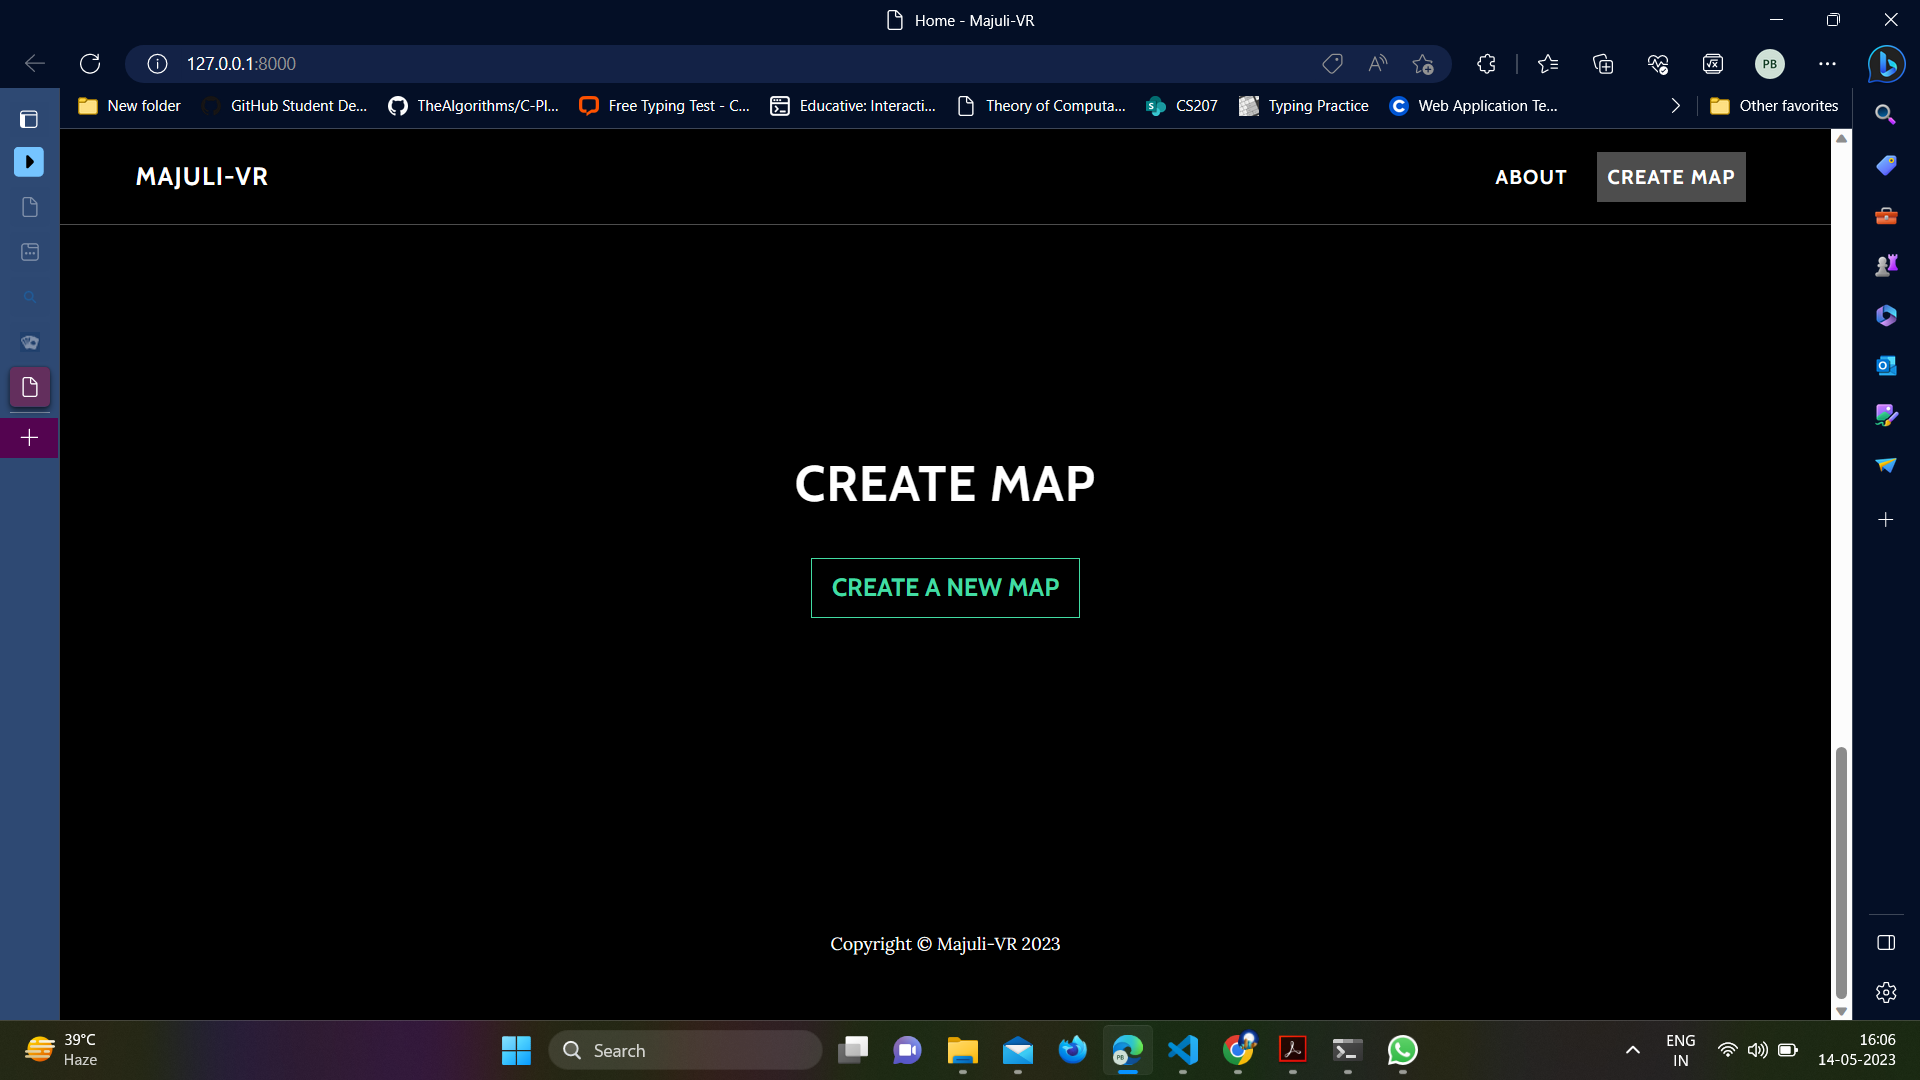 Home - Majuli-VR
127.0.0.1:8000
PB
New folder
GitHub Student De...
TheAlgorithms/C-Pl...
Free Typing Test - C...
Educative: Interacti...
Theory of Computa...
CS207
Typing Practice
Web Application Te...
Other favorites
MAJULI-VR
ABOUT
CREATE MAP
CREATE MAP
CREATE A NEW MAP
Copyright © Majuli-VR 2023
39°C
Haze
Search
ENG
IN
16:06
14-05-2023